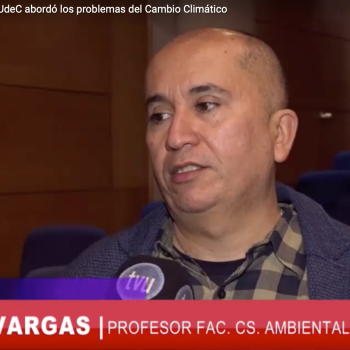 UdeC abordó los problemas del Cambio Climático
tvu
VARGAS | PROFESOR FAC. CS. AMBIENTAL